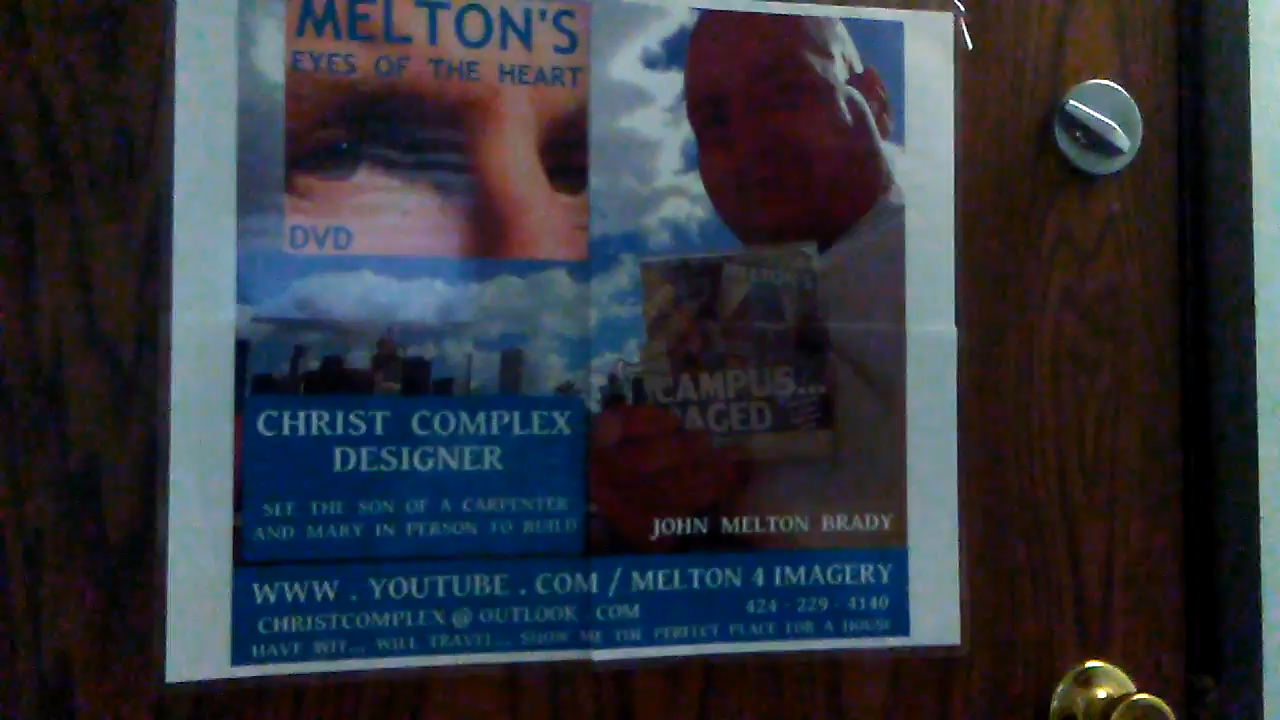 MELTON'S
EYES OF THE HEART
DVD
CAMPUS...
CHRIST COMPLEX
DESIGNER
SEE THE SON OF A CARPENTER
AND MARY IN PERSON TO BUILD
JOHN MELTON BRADY
WWW . YOUTUBE . COM / MELTON 4 IMAGERY
CHRISTCOMPLEX @ OUTLOOK . COM
424 - 229 - 4140
HAVE WIT... WILL TRAVEL... SHOW ME THE PERFECT PLACE FOR A HOUSE